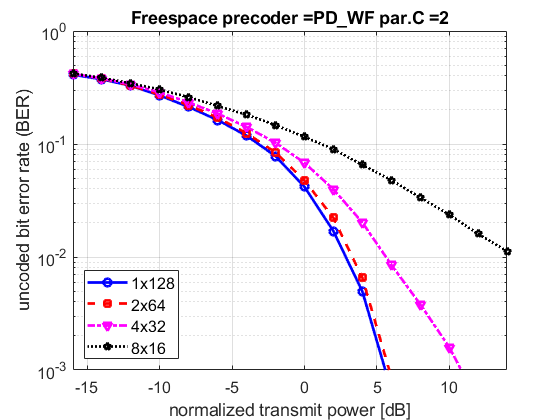 Freespace precoder =PD_WF par.C =2
uncoded bit error rate (BER)
10^0
10^-1
10^-2
10^-3
1x128
2x64
4x32
8x16
-15 -10 -5 0 5 10
normalized transmit power [dB]